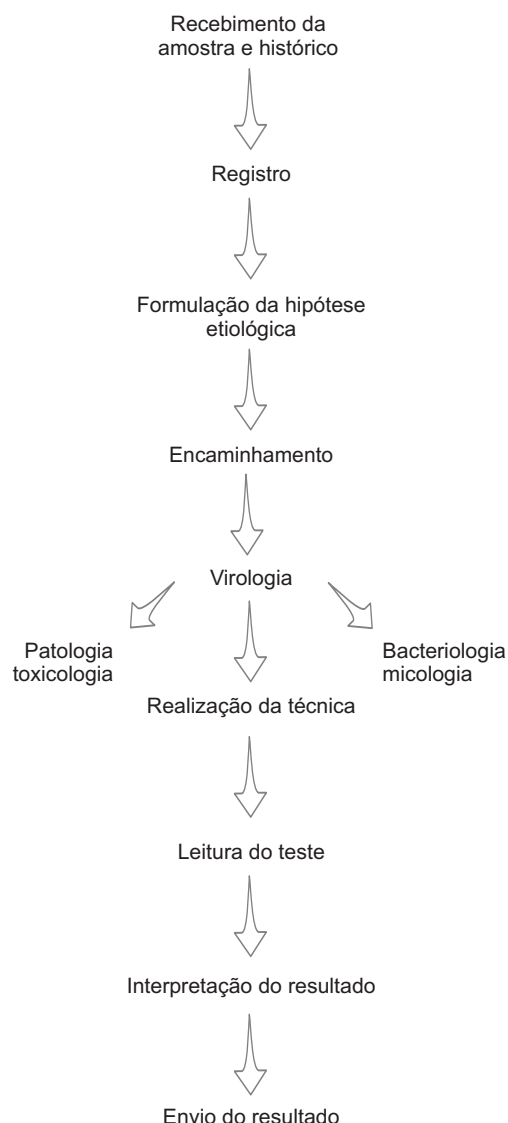 Recebimento da
amostra e histórico
Registro
Formulação da hipótese
etiológica
Encaminhamento
Virologia
Patologia
toxicologia
Bacteriologia
micologia
Realização da técnica
Leitura do teste
Interpretação do resultado
Envio do resultado